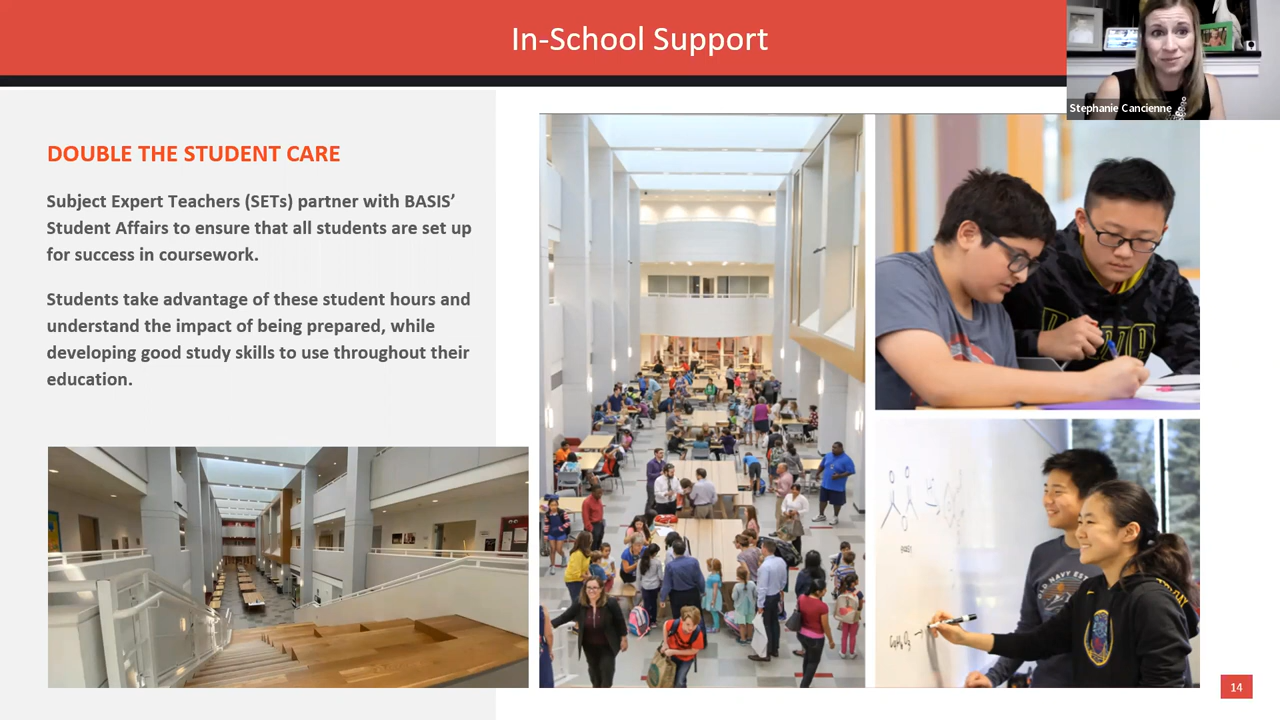 In-School Support
Stephanie Cancienne
DOUBLE THE STUDENT CARE
Subject Expert Teachers (SETs) partner with BASIS’
Student Affairs to ensure that all students are set up
for success in coursework.
Students take advantage of these student hours and
understand the impact of being prepared, while
developing good study skills to use throughout their
education.
14